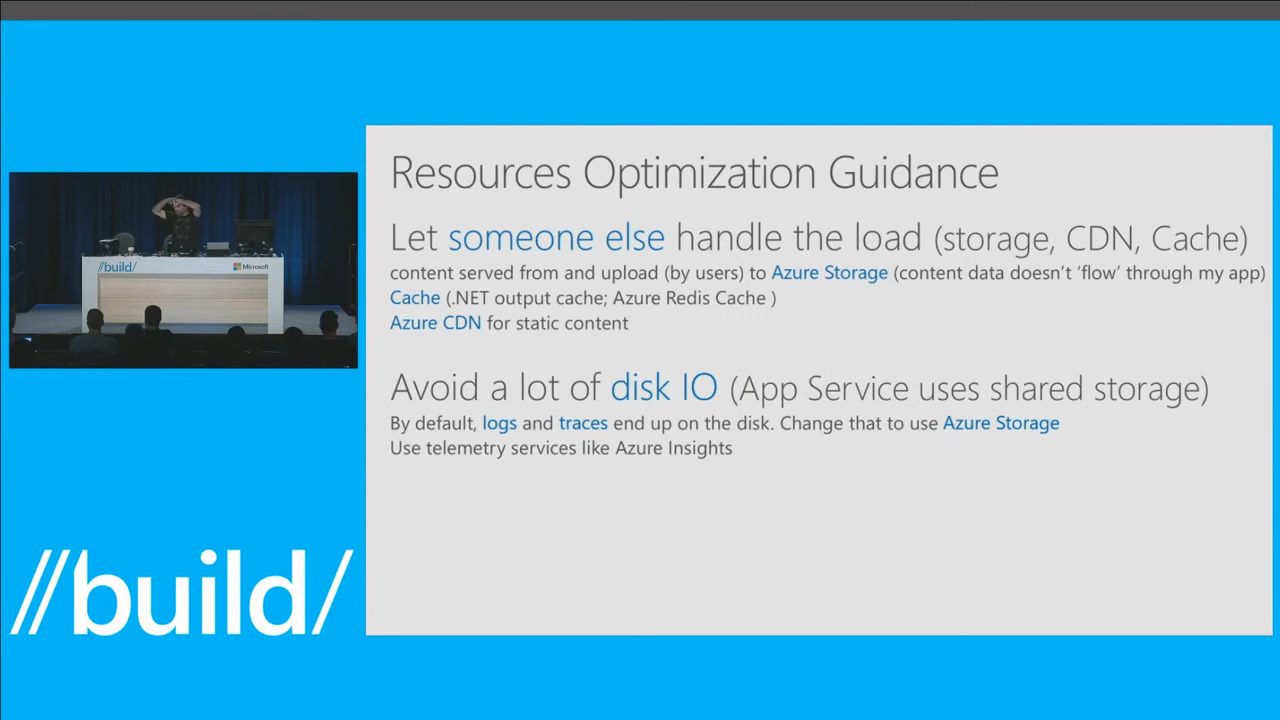 Resources Optimization Guidance
Let someone else handle the load (storage, CDN, Cache)
content served from and upload (by users) to Azure Storage (content data doesn't 'flow' through my app)
Cache (.NET output cache; Azure Redis Cache )
Azure CDN for static content
Avoid a lot of disk IO (App Service uses shared storage)
By default, logs and traces end up on the disk. Change that to use Azure Storage
Use telemetry services like Azure Insights
//build/
Microsoft
//build/